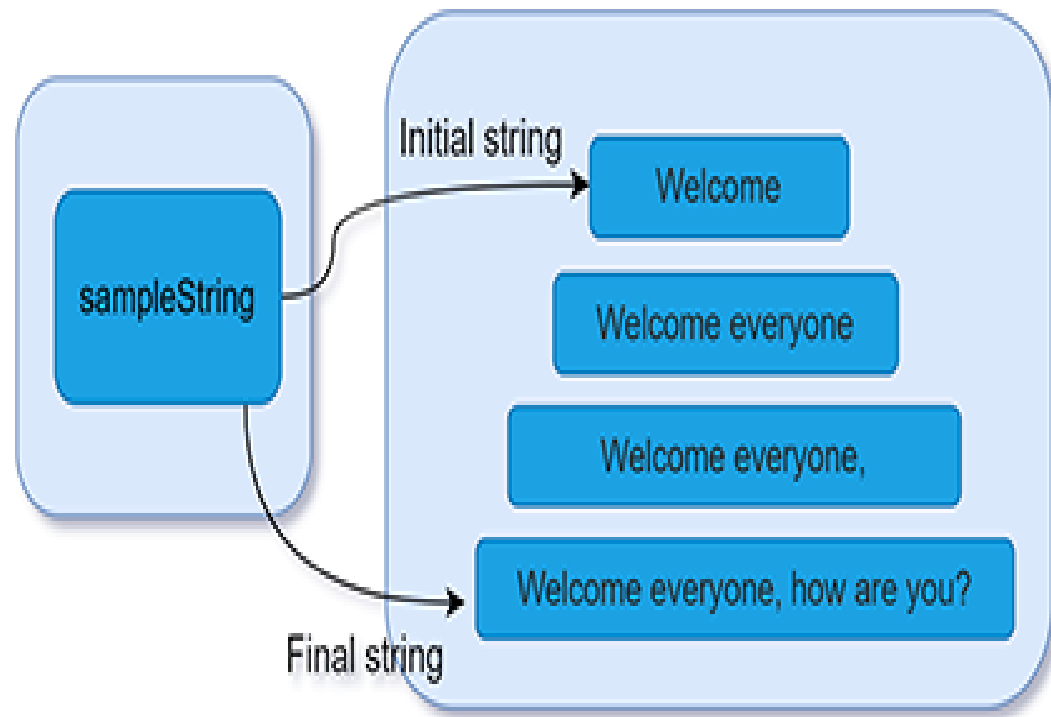 Initial string
Welcome
sampleString
Welcome everyone
Welcome everyone,
Welcome everyone, how are you?
Final string